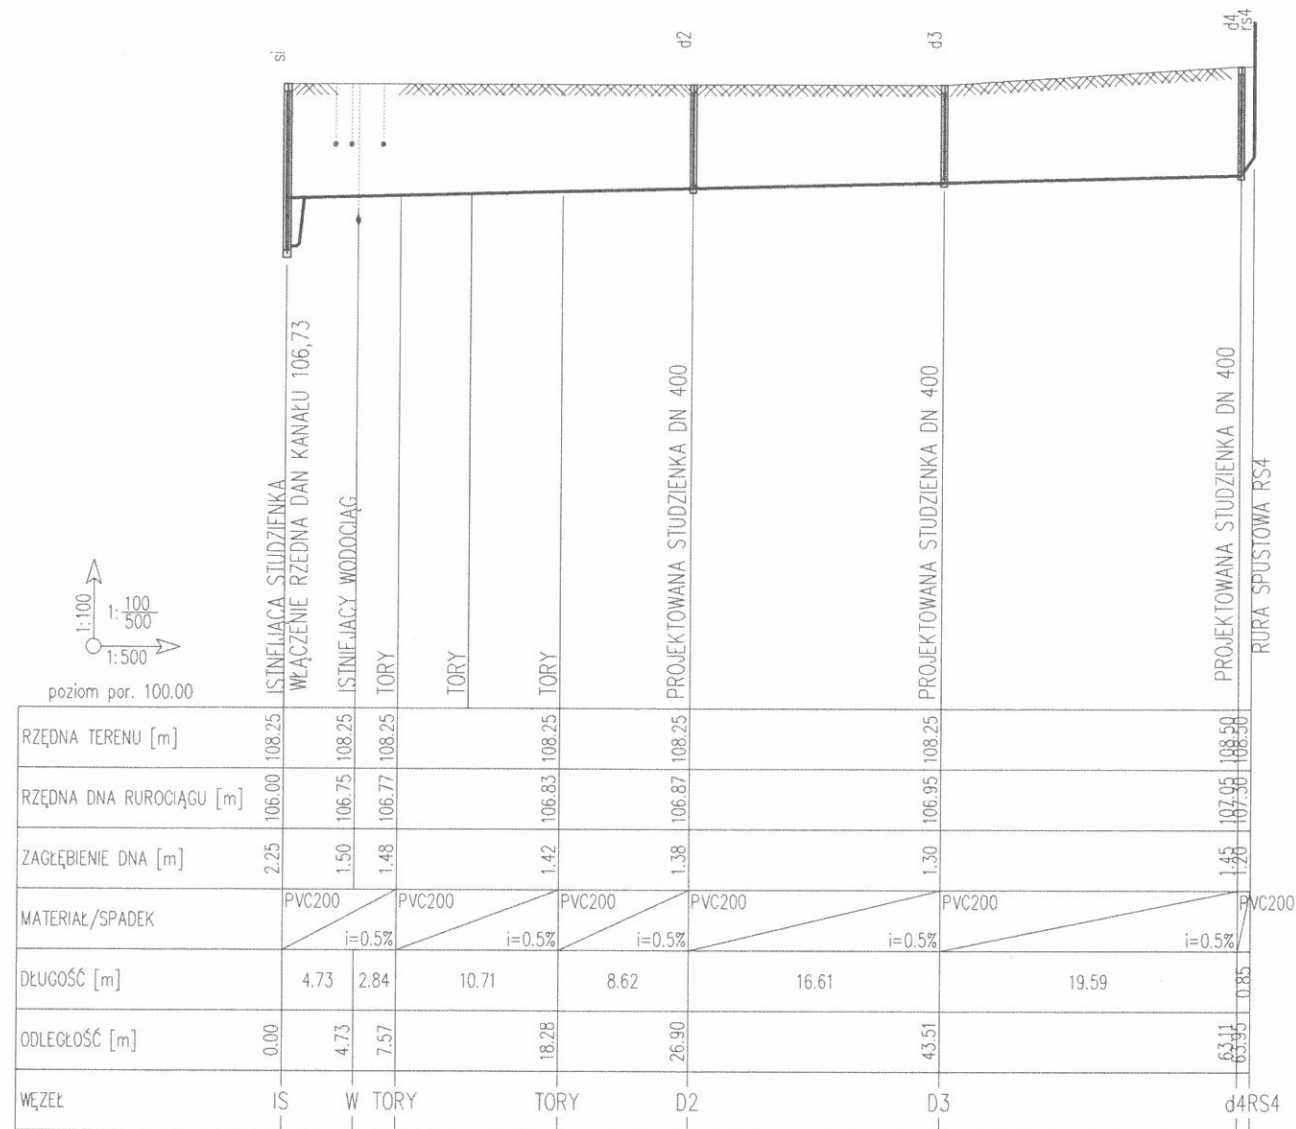 si
d2
d3
d4
rs4
ISTNEIJĄCA STUDZIENKA
WŁĄCZENIE RZĘDNA DAN KANAŁU 106,73
ISTNIEJĄCY WODOCIĄG
TORY
TORY
TORY
PROJEKTOWANA STUDZIENKA DN 400
PROJEKTOWANA STUDZIENKA DN 400
PROJEKTOWANA STUDZIENKA DN 400
RURA SPUSTOWA RS4
1:100
1: 100/500
1:500
poziom por. 100.00
RZĘDNA TERENU [m] 108.25 108.25 108.25 108.25 108.25 108.25 108.50 108.50
RZĘDNA DNA RUROCIĄGU [m] 106.00 106.75 106.77 106.83 106.87 106.95 107.05 107.30
ZAGŁĘBIENIE DNA [m] 2.25 1.50 1.48 1.42 1.38 1.30 1.45 1.20
MATERIAŁ/SPADEK PVC200 i=0.5% PVC200 i=0.5% PVC200 i=0.5% PVC200 i=0.5% PVC200 i=0.5% PVC200
DŁUGOŚĆ [m] 4.73 2.84 10.71 8.62 16.61 19.59 0.85
ODLEGŁOŚĆ [m] 0.00 4.73 7.57 18.28 26.90 43.51 63.11 63.95
WĘZEŁ IS W TORY TORY D2 D3 d4 RS4